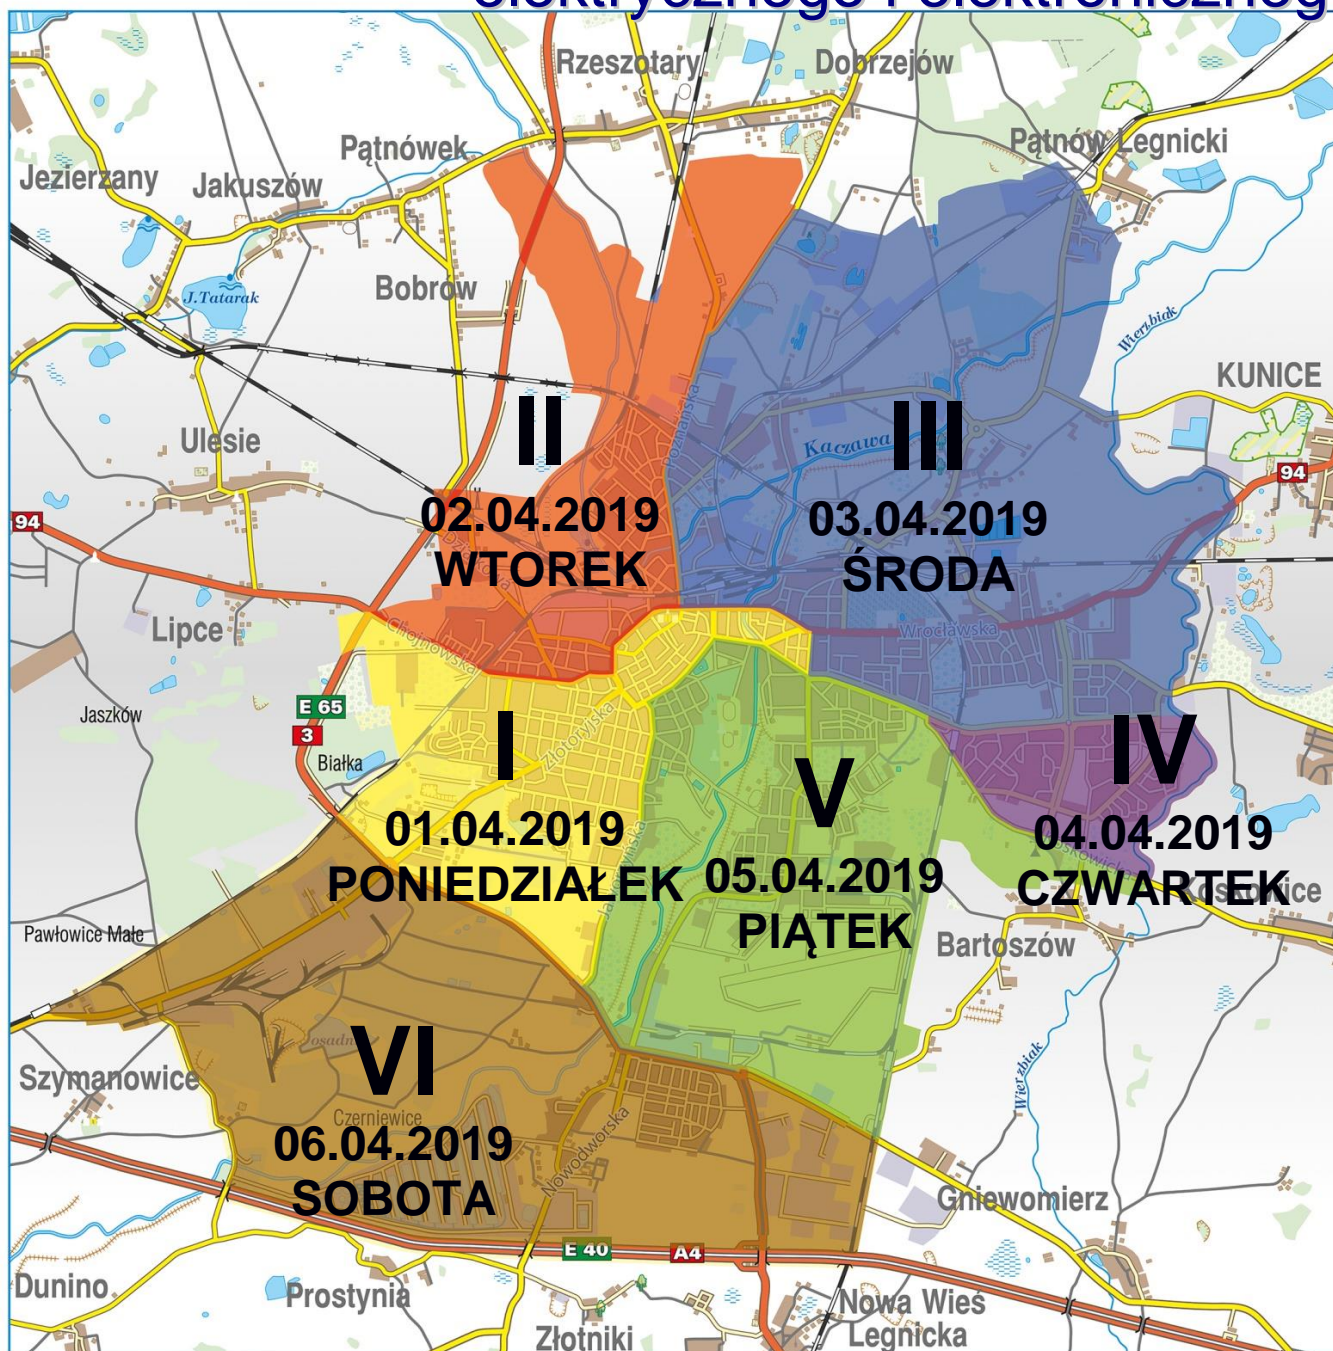 elektrycznego i elektroniczneg
Rzeszotary
Dobrzejów
Pątnów Legnicki
Pątnówek
Jezierzany
Jakuszów
Bobrów
J.Tatarak
Wierzbiak
KUNICE
Poznańska
II
III
Kaczawa
Ulesie
94
94
02.04.2019
WTOREK
03.04.2019
ŚRODA
Lipce
Chojnowska
Wrocławska
E 65
3
Jaszków
Białka
Złotoryjska
I
IV
V
01.04.2019
PONIEDZIAŁEK
04.04.2019
CZWARTEK
05.04.2019
PIĄTEK
Koskowice
Pawłowice Małe
Bartoszów
VI
Szymanowice
Czerniewice
Wierzbiak
06.04.2019
SOBOTA
Nowodworska
Gniewomierz
E 40
A4
Dunino
Prostynia
Złotniki
Nowa Wieś
Legnicka